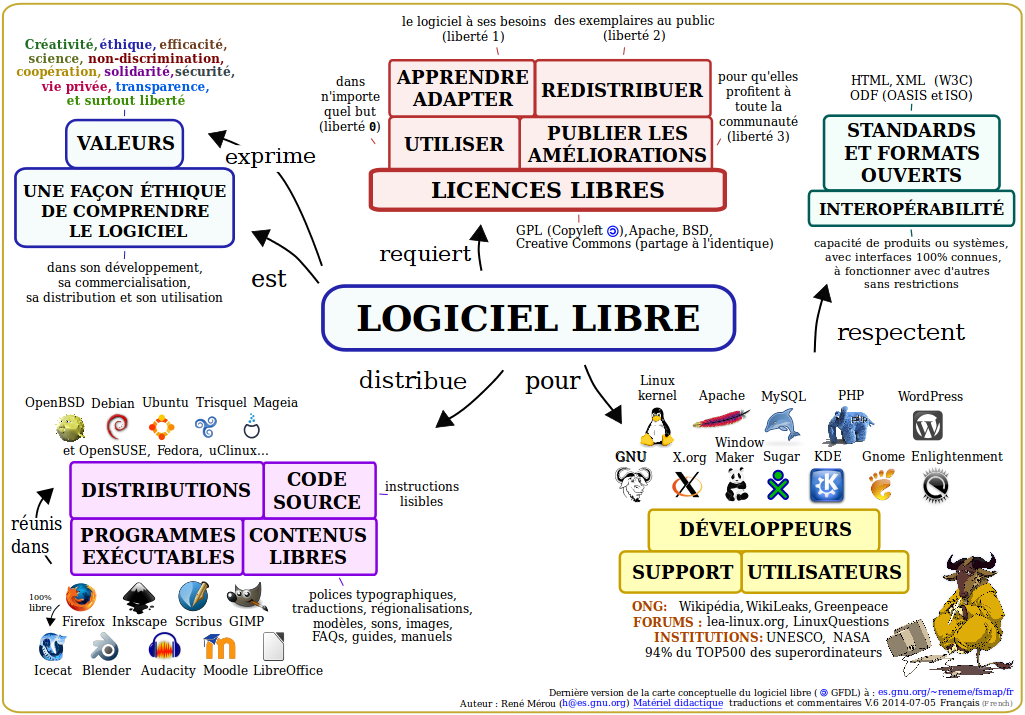 Créativité, éthique, efficacité,
science, non-discrimination,
coopération, solidarité, sécurité,
vie privée, transparence,
et surtout liberté
VALEURS
UNE FAÇON ÉTHIQUE
DE COMPRENDRE
LE LOGICIEL
dans son développement,
sa commercialisation,
sa distribution et son utilisation
exprime
est
le logiciel à ses besoins
(liberté 1)
des exemplaires au public
(liberté 2)
dans
n'importe
quel but
(liberté 0)
APPRENDRE
ADAPTER
REDISTRIBUER
UTILISER
PUBLIER LES
AMÉLIORATIONS
LICENCES LIBRES
pour qu'elles
profitent à
toute la
communauté
(liberté 3)
GPL (Copyleft), Apache, BSD,
Creative Commons (partage à l'identique)
requiert
HTML, XML (W3C)
ODF (OASIS et ISO)
STANDARDS
ET FORMATS
OUVERTS
INTEROPÉRABILITÉ
capacité de produits ou systèmes,
avec interfaces 100% connues,
à fonctionner avec d'autres
sans restrictions
respectent
LOGICIEL LIBRE
distribue
pour
OpenBSD Debian Ubuntu Trisquel Mageia
et OpenSUSE, Fedora, uClinux...
DISTRIBUTIONS
CODE
SOURCE
PROGRAMMES
EXÉCUTABLES
CONTENUS
LIBRES
instructions
lisibles
réunis
dans
polices typographiques,
traductions, régionalisations,
modèles, sons, images,
FAQs, guides, manuels
100%
libre
Firefox Inkscape Scribus GIMP
Icecat Blender Audacity Moodle LibreOffice
Linux
kernel
Apache
MySQL
PHP
php
WordPress
GNU
X.org
Window
Maker
Sugar
KDE
Gnome
Enlightenment
DÉVELOPPEURS
SUPPORT
UTILISATEURS
ONG: Wikipédia, WikiLeaks, Greenpeace
FORUMS : lea-linux.org, LinuxQuestions
INSTITUTIONS: UNESCO, NASA
94% du TOP500 des superordinateurs
Dernière version de la carte conceptuelle du logiciel libre ( GFDL) à : es.gnu.org/~reneme/fsmap/fr
Auteur : René Mérou (h@es.gnu.org) Matériel didactique traductions et commentaires V.6 2014-07-05 Français (French)